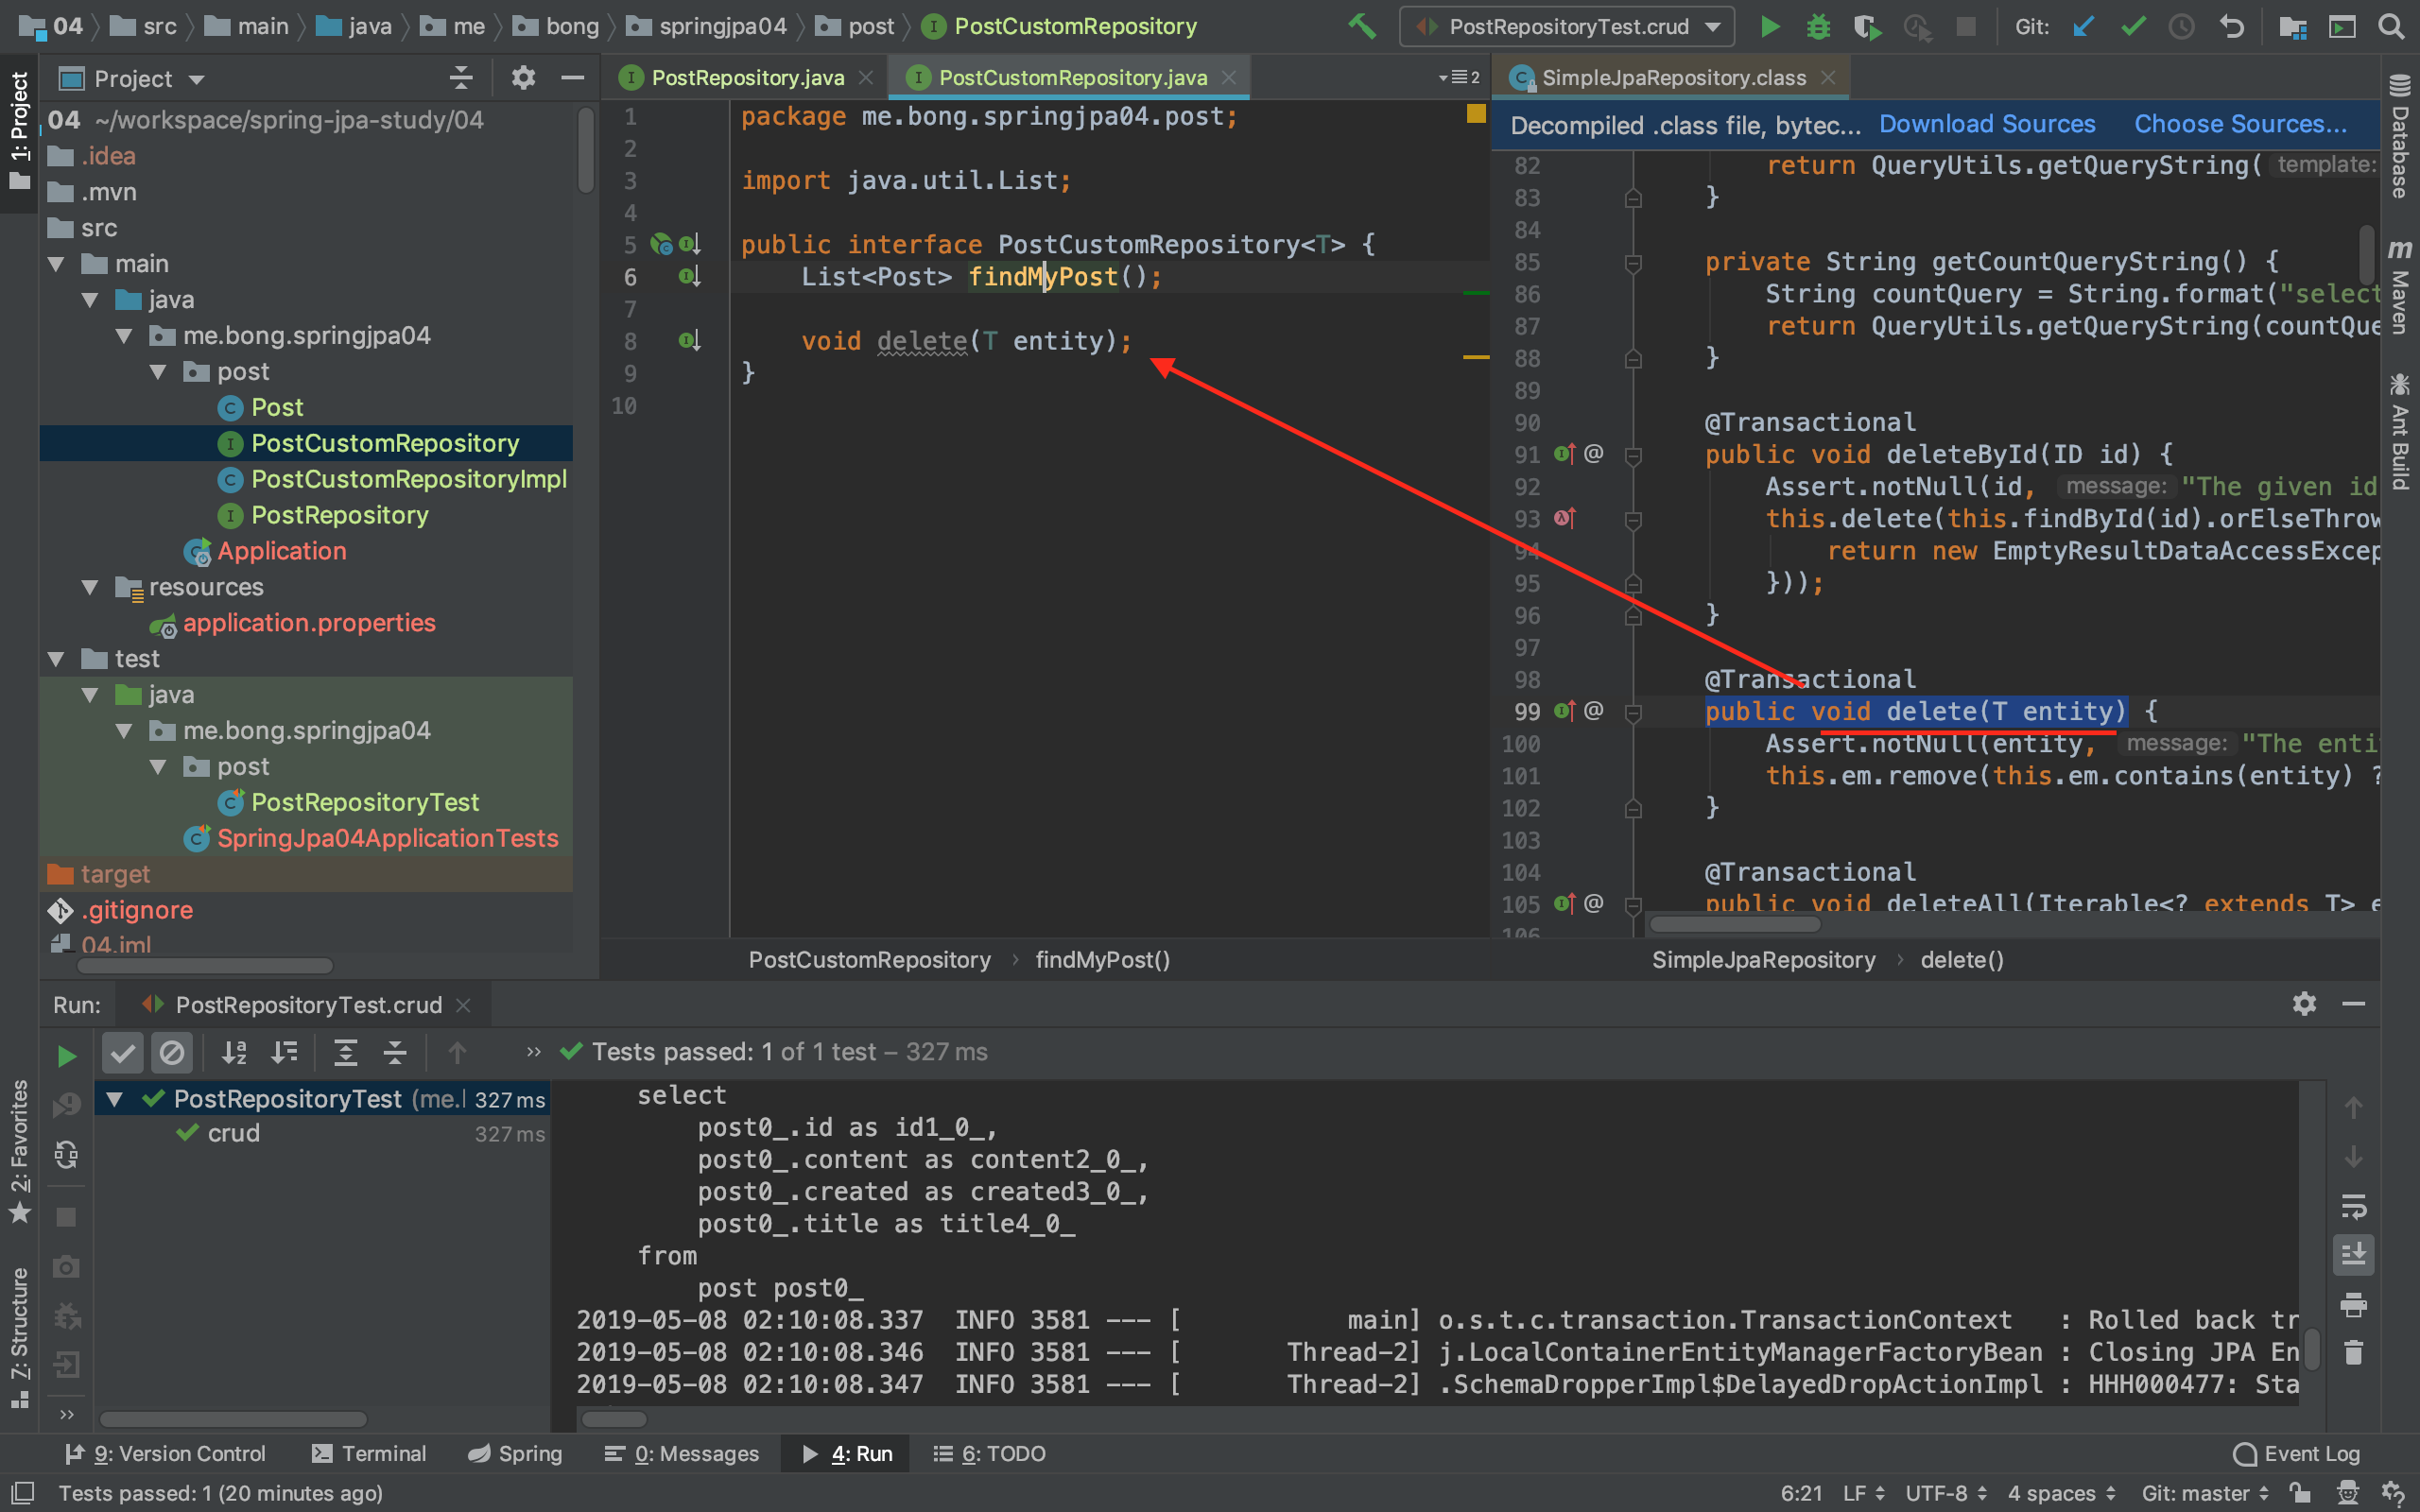 04 src main java me bong springjpa04 post PostCustomRepository PostRepositoryTest.crud Git:
1: Project
Project
04 ~/workspace/spring-jpa-study/04
.idea
.mvn
src
main
java
me.bong.springjpa04
post
Post
PostCustomRepository
PostCustomRepositoryImpl
PostRepository
Application
resources
application.properties
test
java
me.bong.springjpa04
post
PostRepositoryTest
SpringJpa04ApplicationTests
target
.gitignore
04.iml
PostRepository.java PostCustomRepository.java 2
1 package me.bong.springjpa04.post;
2
3 import java.util.List;
4
5 public interface PostCustomRepository<T> {
6 List<Post> findMyPost();
7
8 void delete(T entity);
9 }
10
PostCustomRepository › findMyPost()
SimpleJpaRepository.class
Decompiled .class file, bytec... Download Sources Choose Sources...
82 return QueryUtils.getQueryString( template:
83 }
84
85 private String getCountQueryString() {
86 String countQuery = String.format("select
87 return QueryUtils.getQueryString(countQue
88 }
89
90 @Transactional
91 @ public void deleteById(ID id) {
92 Assert.notNull(id, message: "The given id
93 this.delete(this.findById(id).orElseThrow
94 return new EmptyResultDataAccessExcep
95 }));
96 }
97
98 @Transactional
99 @ public void delete(T entity) {
100 Assert.notNull(entity, message: "The enti
101 this.em.remove(this.em.contains(entity) ?
102 }
103
104 @Transactional
105 @ public void deleteAll(Iterable<? extends T> e
106
SimpleJpaRepository › delete()
Database
Maven
Ant Build
Run: PostRepositoryTest.crud
Tests passed: 1 of 1 test – 327 ms
PostRepositoryTest (me.l 327 ms
crud 327 ms
select
post0_.id as id1_0_,
post0_.content as content2_0_,
post0_.created as created3_0_,
post0_.title as title4_0_
from
post post0_
2019-05-08 02:10:08.337 INFO 3581 --- [ main] o.s.t.c.transaction.TransactionContext : Rolled back tr
2019-05-08 02:10:08.346 INFO 3581 --- [ Thread-2] j.LocalContainerEntityManagerFactoryBean : Closing JPA En
2019-05-08 02:10:08.347 INFO 3581 --- [ Thread-2] .SchemaDropperImpl$DelayedDropActionImpl : HHH000477: Sta
2: Favorites
7: Structure
9: Version Control Terminal Spring 0: Messages 4: Run 6: TODO Event Log
Tests passed: 1 (20 minutes ago) 6:21 LF UTF-8 4 spaces Git: master